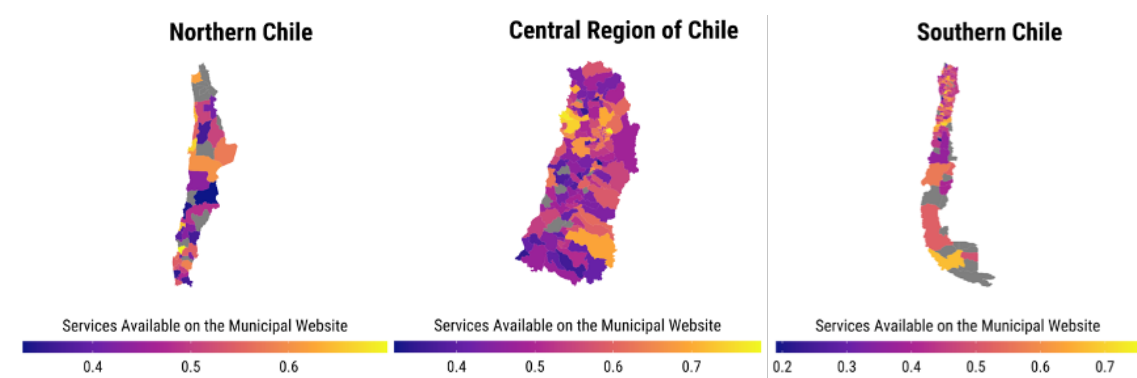 Northern Chile
Central Region of Chile
Southern Chile
Services Available on the Municipal Website
Services Available on the Municipal Website
Services Available on the Municipal Website
0.4 0.5 0.6
0.4 0.5 0.6 0.7
0.2 0.3 0.4 0.5 0.6 0.7